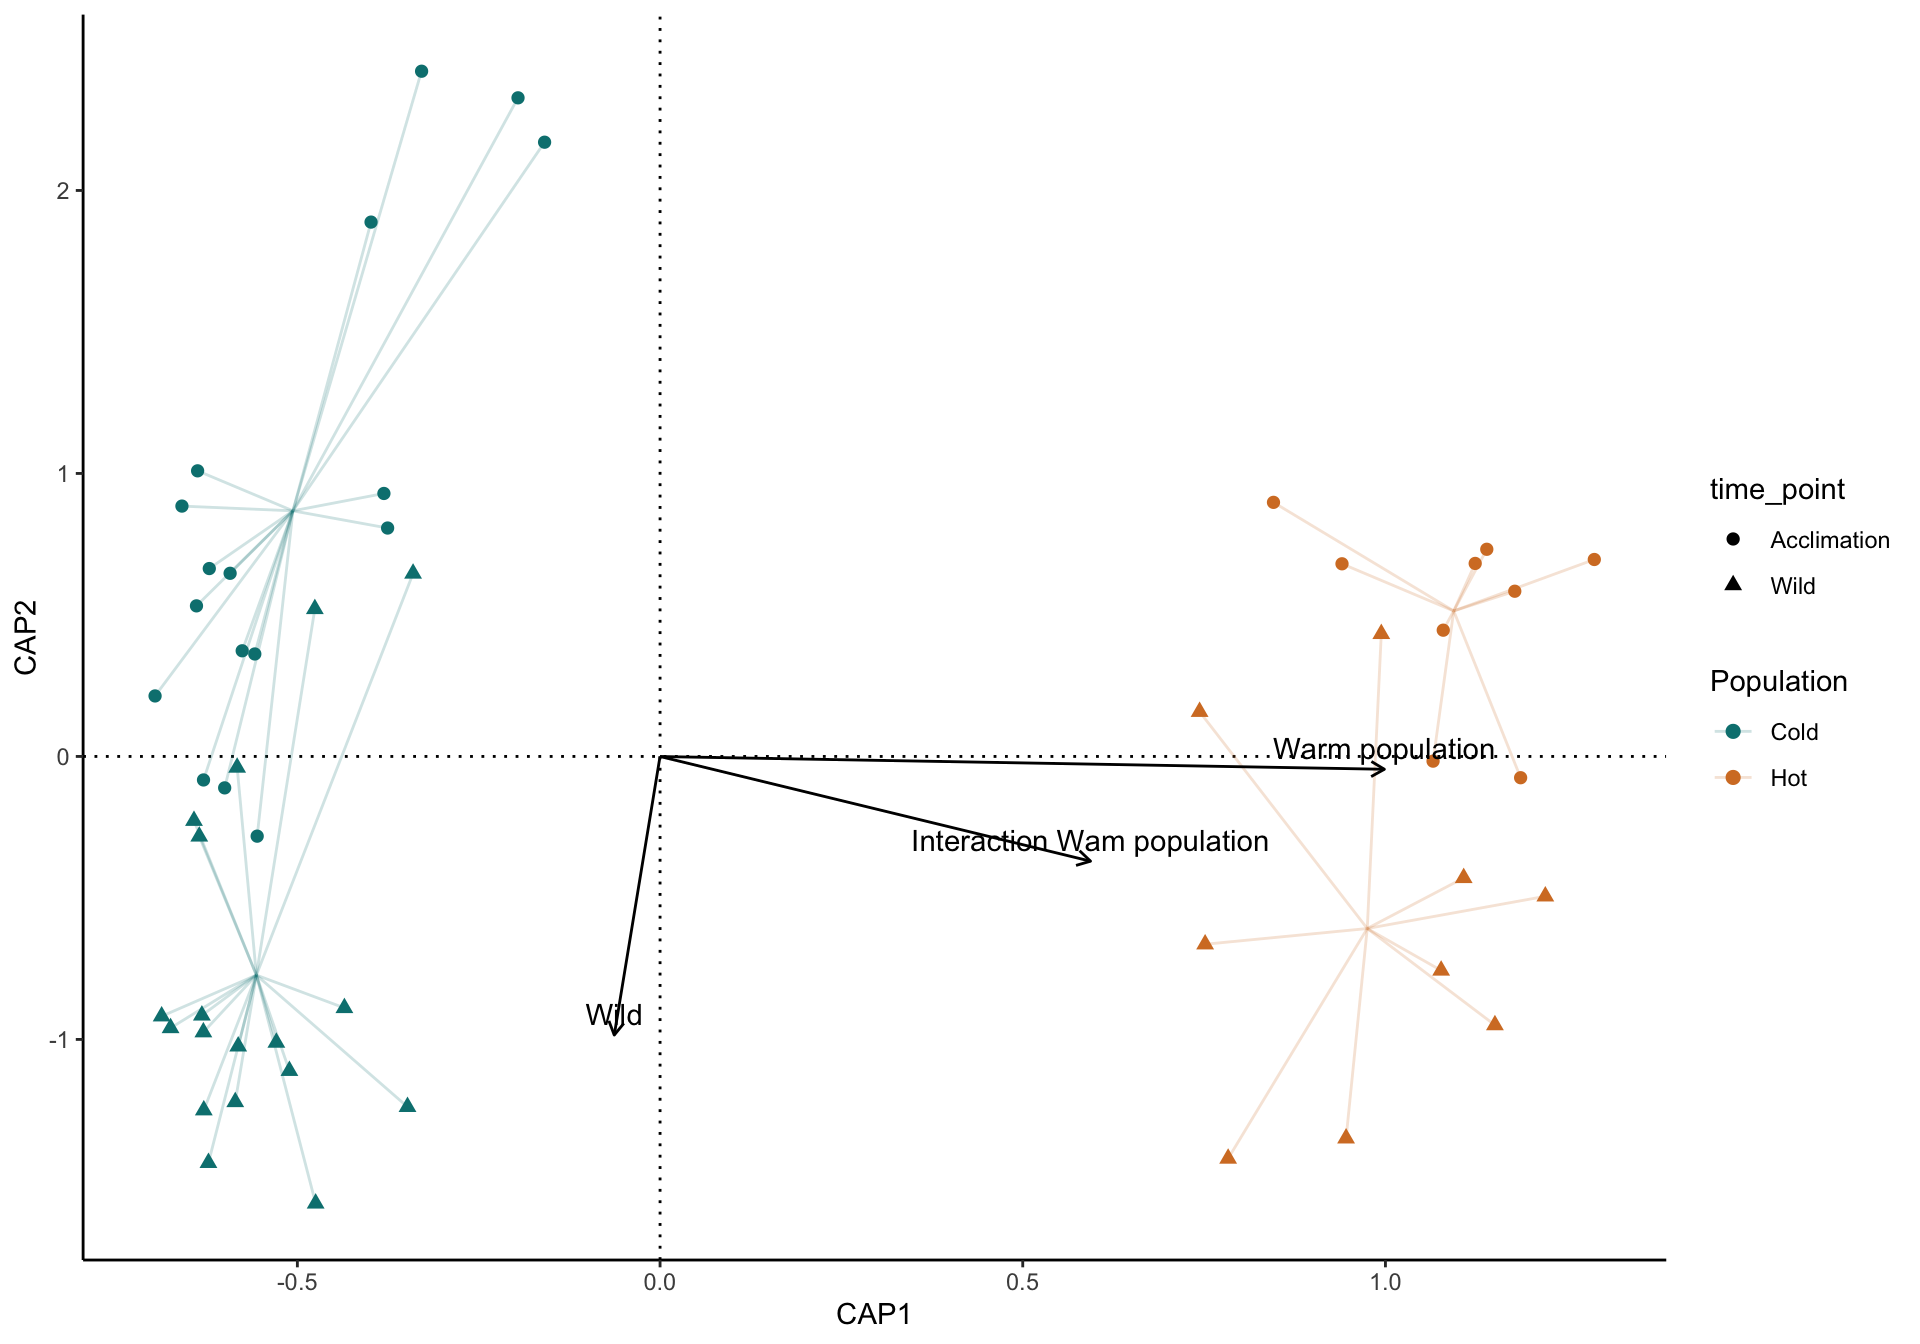 2
1
0
-1
CAP2
-0.5
0.0
0.5
1.0
CAP1
Warm population
Interaction Wam population
Wild
time_point
Acclimation
Wild
Population
Cold
Hot